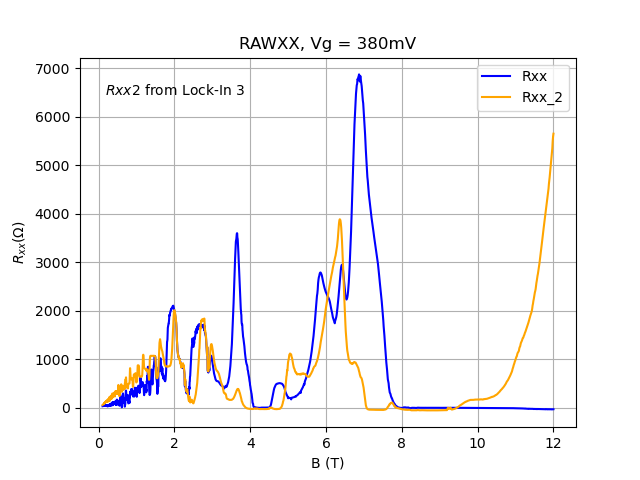 RAWXX, Vg = 380mV
Rxx2 from Lock-In 3
Rxx
Rxx_2
7000
6000
5000
4000
3000
2000
1000
0
Rxx(Ω)
0 2 4 6 8 10 12
B (T)